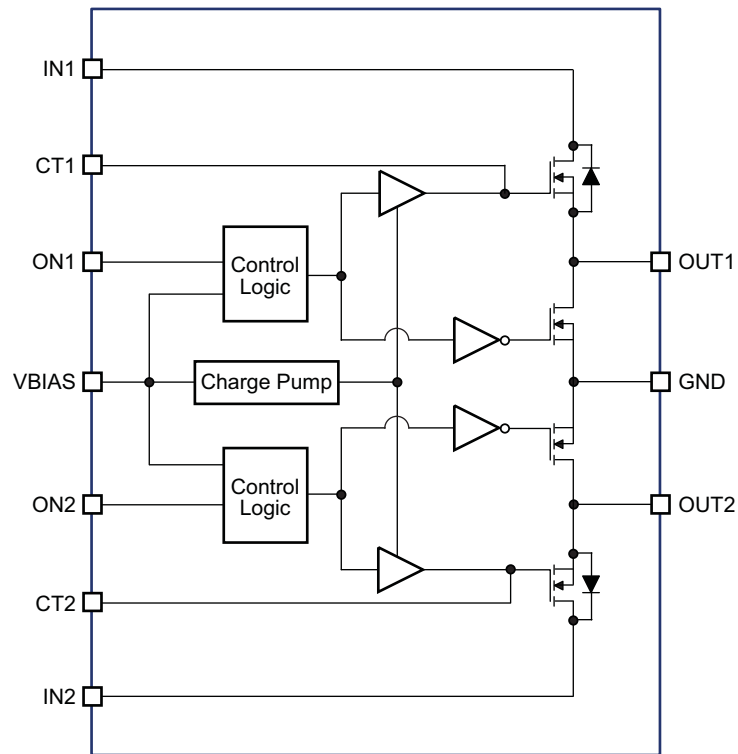 IN1
CT1
ON1
Control
Logic
OUT1
VBIAS
Charge Pump
GND
Control
Logic
ON2
OUT2
CT2
IN2